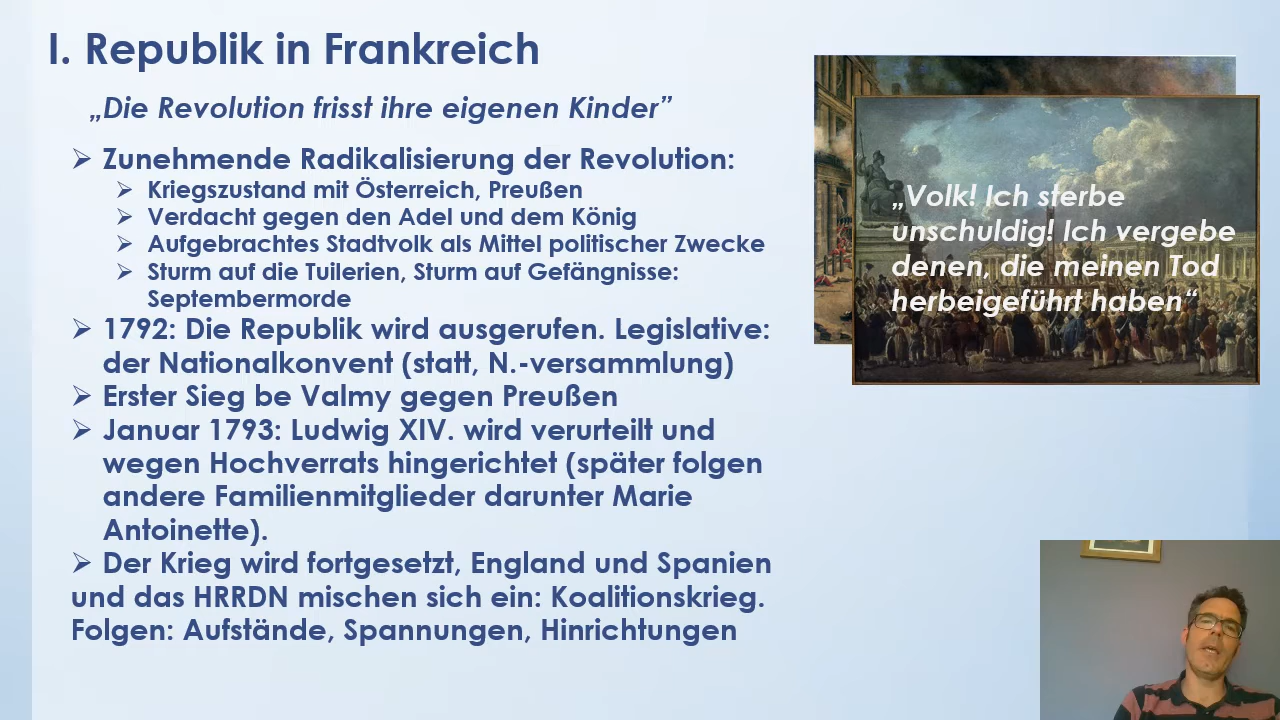 I. Republik in Frankreich
„Die Revolution frisst ihre eigenen Kinder”
Zunehmende Radikalisierung der Revolution:
Kriegszustand mit Österreich, Preußen
Verdacht gegen den Adel und dem König
Aufgebrachtes Stadtvolk als Mittel politischer Zwecke
Sturm auf die Tuilerien, Sturm auf Gefängnisse:
Septembermorde
1792: Die Republik wird ausgerufen. Legislative:
der Nationalkonvent (statt, N.-versammlung)
Erster Sieg be Valmy gegen Preußen
Januar 1793: Ludwig XIV. wird verurteilt und
wegen Hochverrats hingerichtet (später folgen
andere Familienmitglieder darunter Marie
Antoinette).
Der Krieg wird fortgesetzt, England und Spanien
und das HRRDN mischen sich ein: Koalitionskrieg.
Folgen: Aufstände, Spannungen, Hinrichtungen
„Volk! Ich sterbe
unschuldig! Ich vergebe
denen, die meinen Tod
herbeigeführt haben“